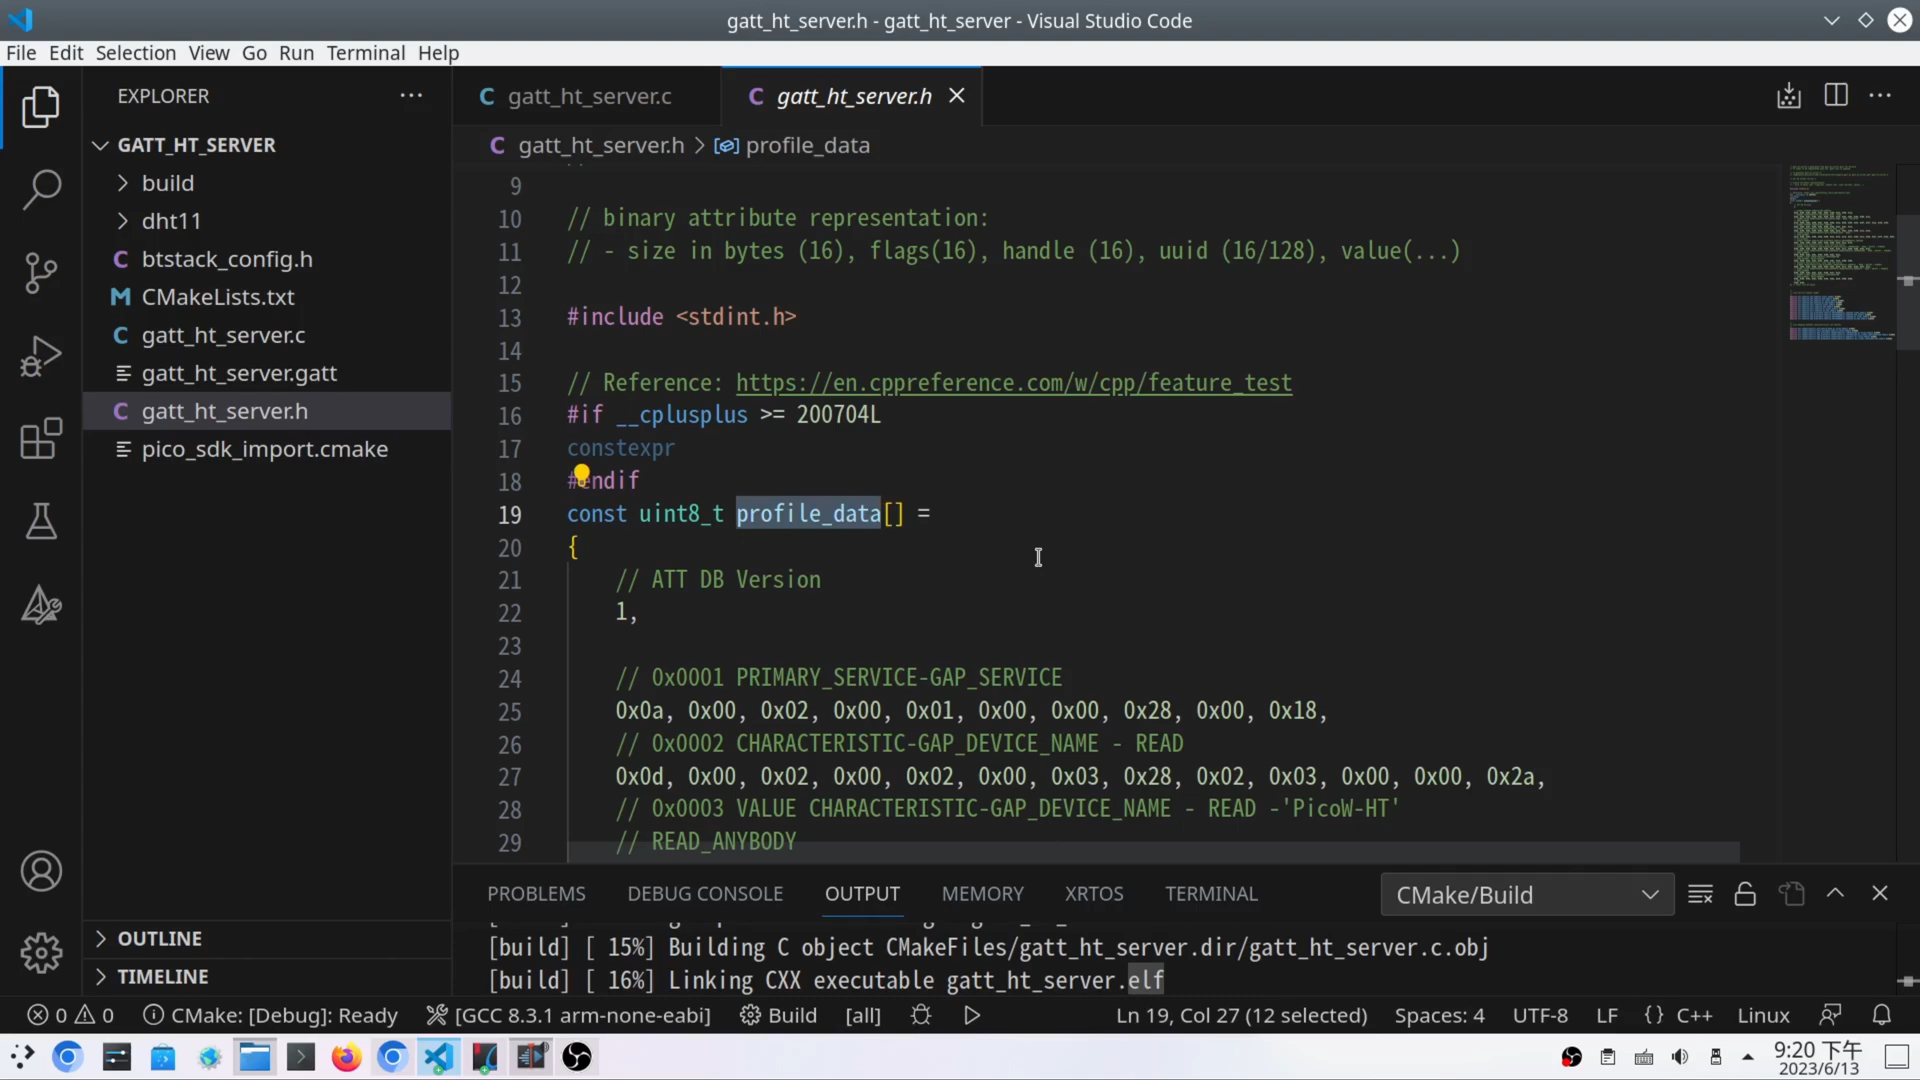 gatt_ht_server.h - gatt_ht_server - Visual Studio Code
File Edit Selection View Go Run Terminal Help
EXPLORER
GATT_HT_SERVER
build
dht11
C btstack_config.h
M CMakeLists.txt
C gatt_ht_server.c
gatt_ht_server.gatt
C gatt_ht_server.h
pico_sdk_import.cmake
OUTLINE
TIMELINE
C gatt_ht_server.c
C gatt_ht_server.h
C gatt_ht_server.h > profile_data
9
10 // binary attribute representation:
11 // - size in bytes (16), flags(16), handle (16), uuid (16/128), value(...)
12
13 #include <stdint.h>
14
15 // Reference: https://en.cppreference.com/w/cpp/feature_test
16 #if __cplusplus >= 200704L
17 constexpr
18 #endif
19 const uint8_t profile_data[] =
20 {
21 // ATT DB Version
22 1,
23
24 // 0x0001 PRIMARY_SERVICE-GAP_SERVICE
25 0x0a, 0x00, 0x02, 0x00, 0x01, 0x00, 0x00, 0x28, 0x00, 0x18,
26 // 0x0002 CHARACTERISTIC-GAP_DEVICE_NAME - READ
27 0x0d, 0x00, 0x02, 0x00, 0x02, 0x00, 0x03, 0x28, 0x02, 0x03, 0x00, 0x00, 0x2a,
28 // 0x0003 VALUE CHARACTERISTIC-GAP_DEVICE_NAME - READ -'PicoW-HT'
29 // READ_ANYBODY
PROBLEMS DEBUG CONSOLE OUTPUT MEMORY XRTOS TERMINAL CMake/Build
[build] [ 15%] Building C object CMakeFiles/gatt_ht_server.dir/gatt_ht_server.c.obj
[build] [ 16%] Linking CXX executable gatt_ht_server.elf
0 0 CMake: [Debug]: Ready [GCC 8.3.1 arm-none-eabi] Build [all] Ln 19, Col 27 (12 selected) Spaces: 4 UTF-8 LF {} C++ Linux
9:20 下午
2023/6/13